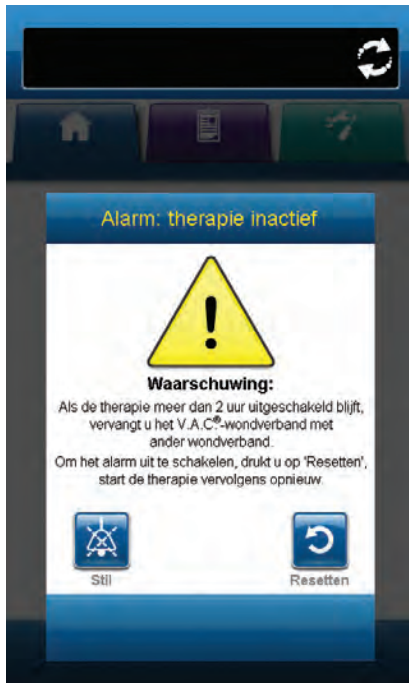 Alarm: therapie inactief
Waarschuwing:
Als de therapie meer dan 2 uur uitgeschakeld blijft,
vervangt u het V.A.C.®-wondverband met
ander wondverband.
Om het alarm uit te schakelen, drukt u op 'Resetten',
start de therapie vervolgens opnieuw.
Stil
Resetten